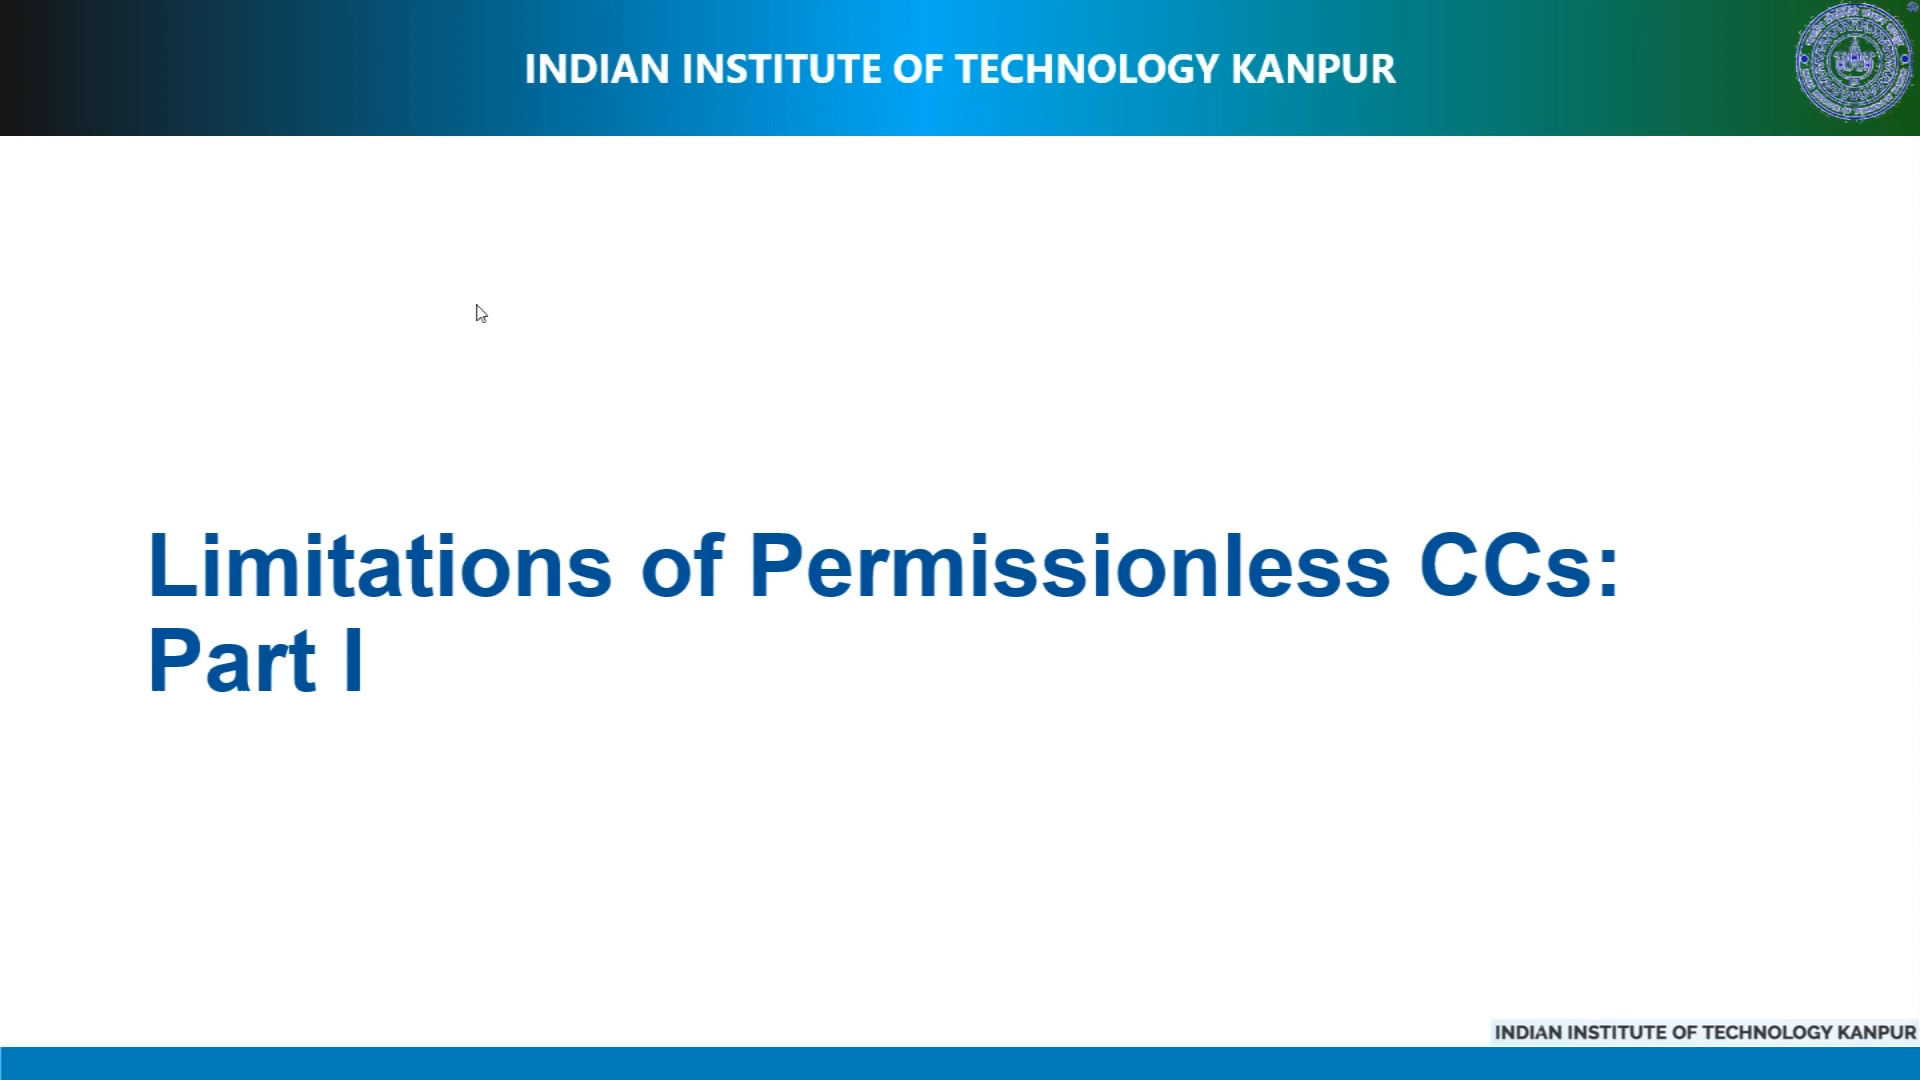 INDIAN INSTITUTE OF TECHNOLOGY KANPUR
Limitations of Permissionless CCs:
Part I
INDIAN INSTITUTE OF TECHNOLOGY KANPUR